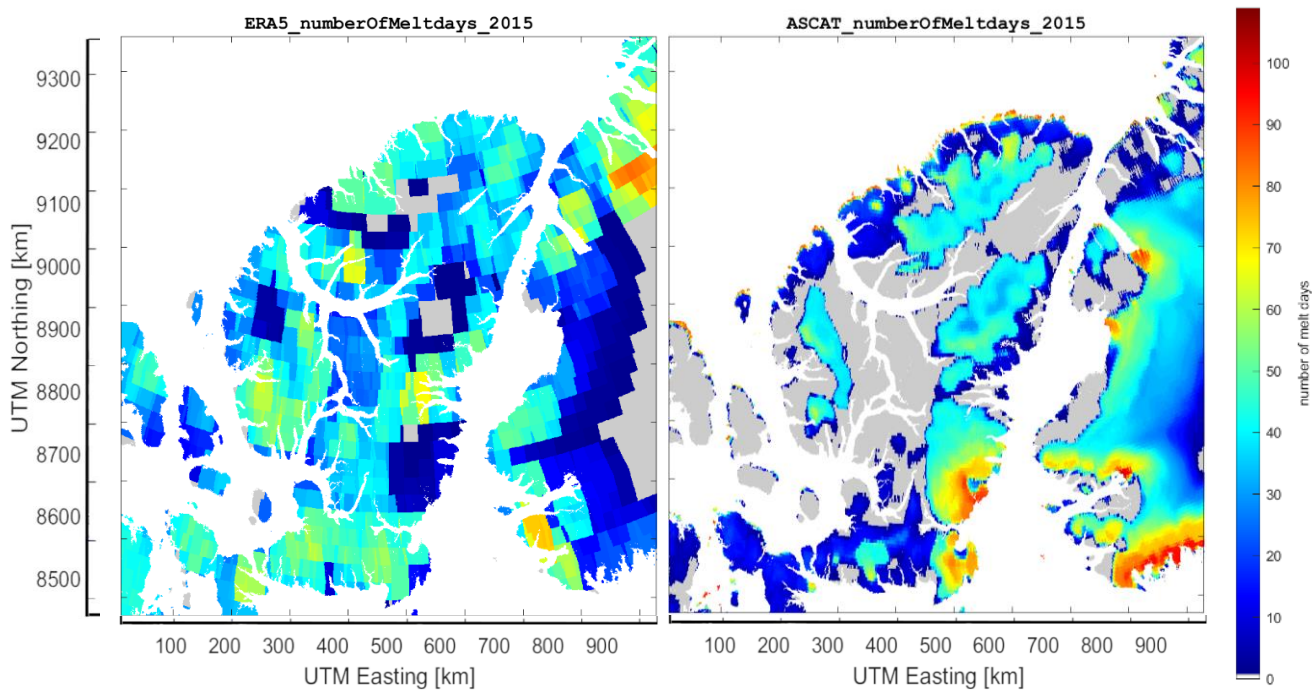 ERA5_numberOfMeltdays_2015
ASCAT_numberOfMeltdays_2015
UTM Northing [km]
9300
9200
9100
9000
8900
8800
8700
8600
8500
100 200 300 400 500 600 700 800 900
UTM Easting [km]
100 200 300 400 500 600 700 800 900
UTM Easting [km]
100
90
80
70
60
50
40
30
20
10
0
number of melt days